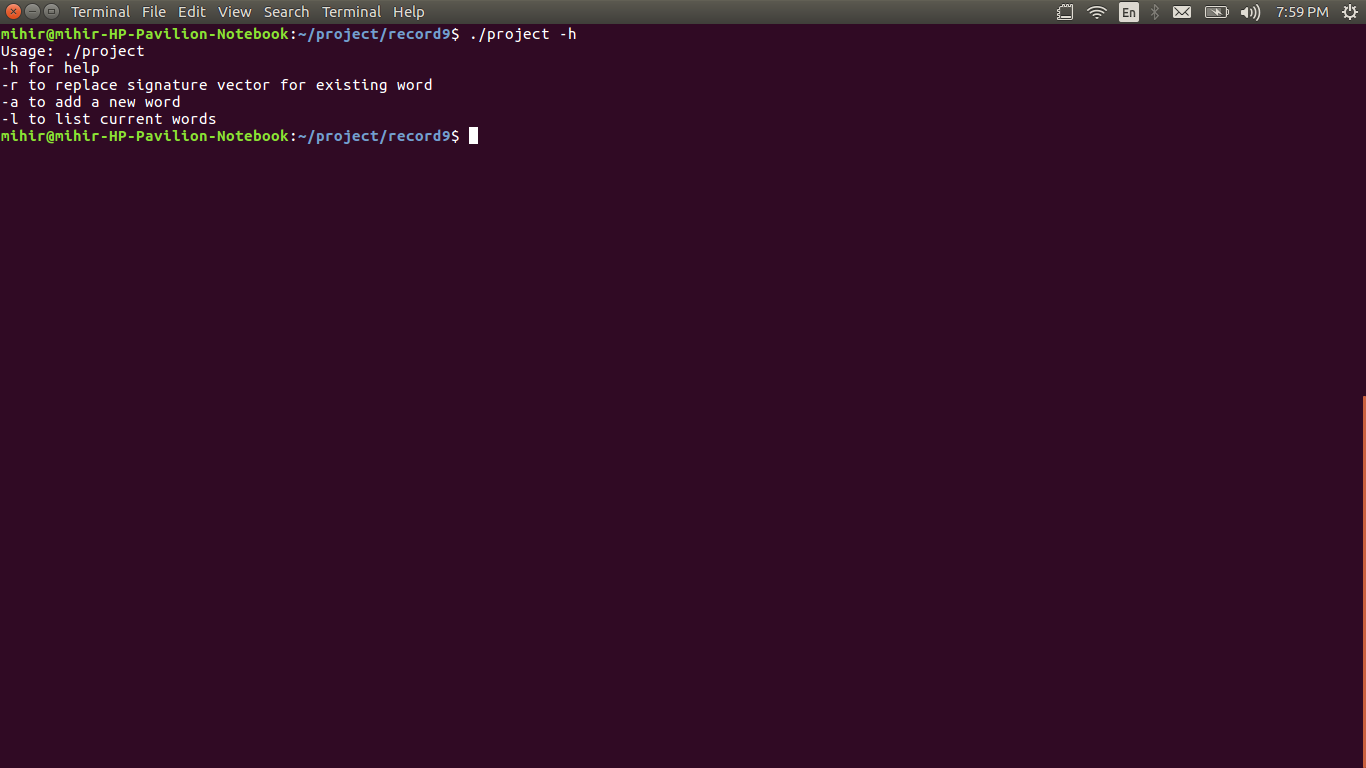 Terminal File Edit View Search Terminal Help En 7:59 PM
mihir@mihir-HP-Pavilion-Notebook:~/project/record9$ ./project -h
Usage: ./project
-h for help
-r to replace signature vector for existing word
-a to add a new word
-l to list current words
mihir@mihir-HP-Pavilion-Notebook:~/project/record9$